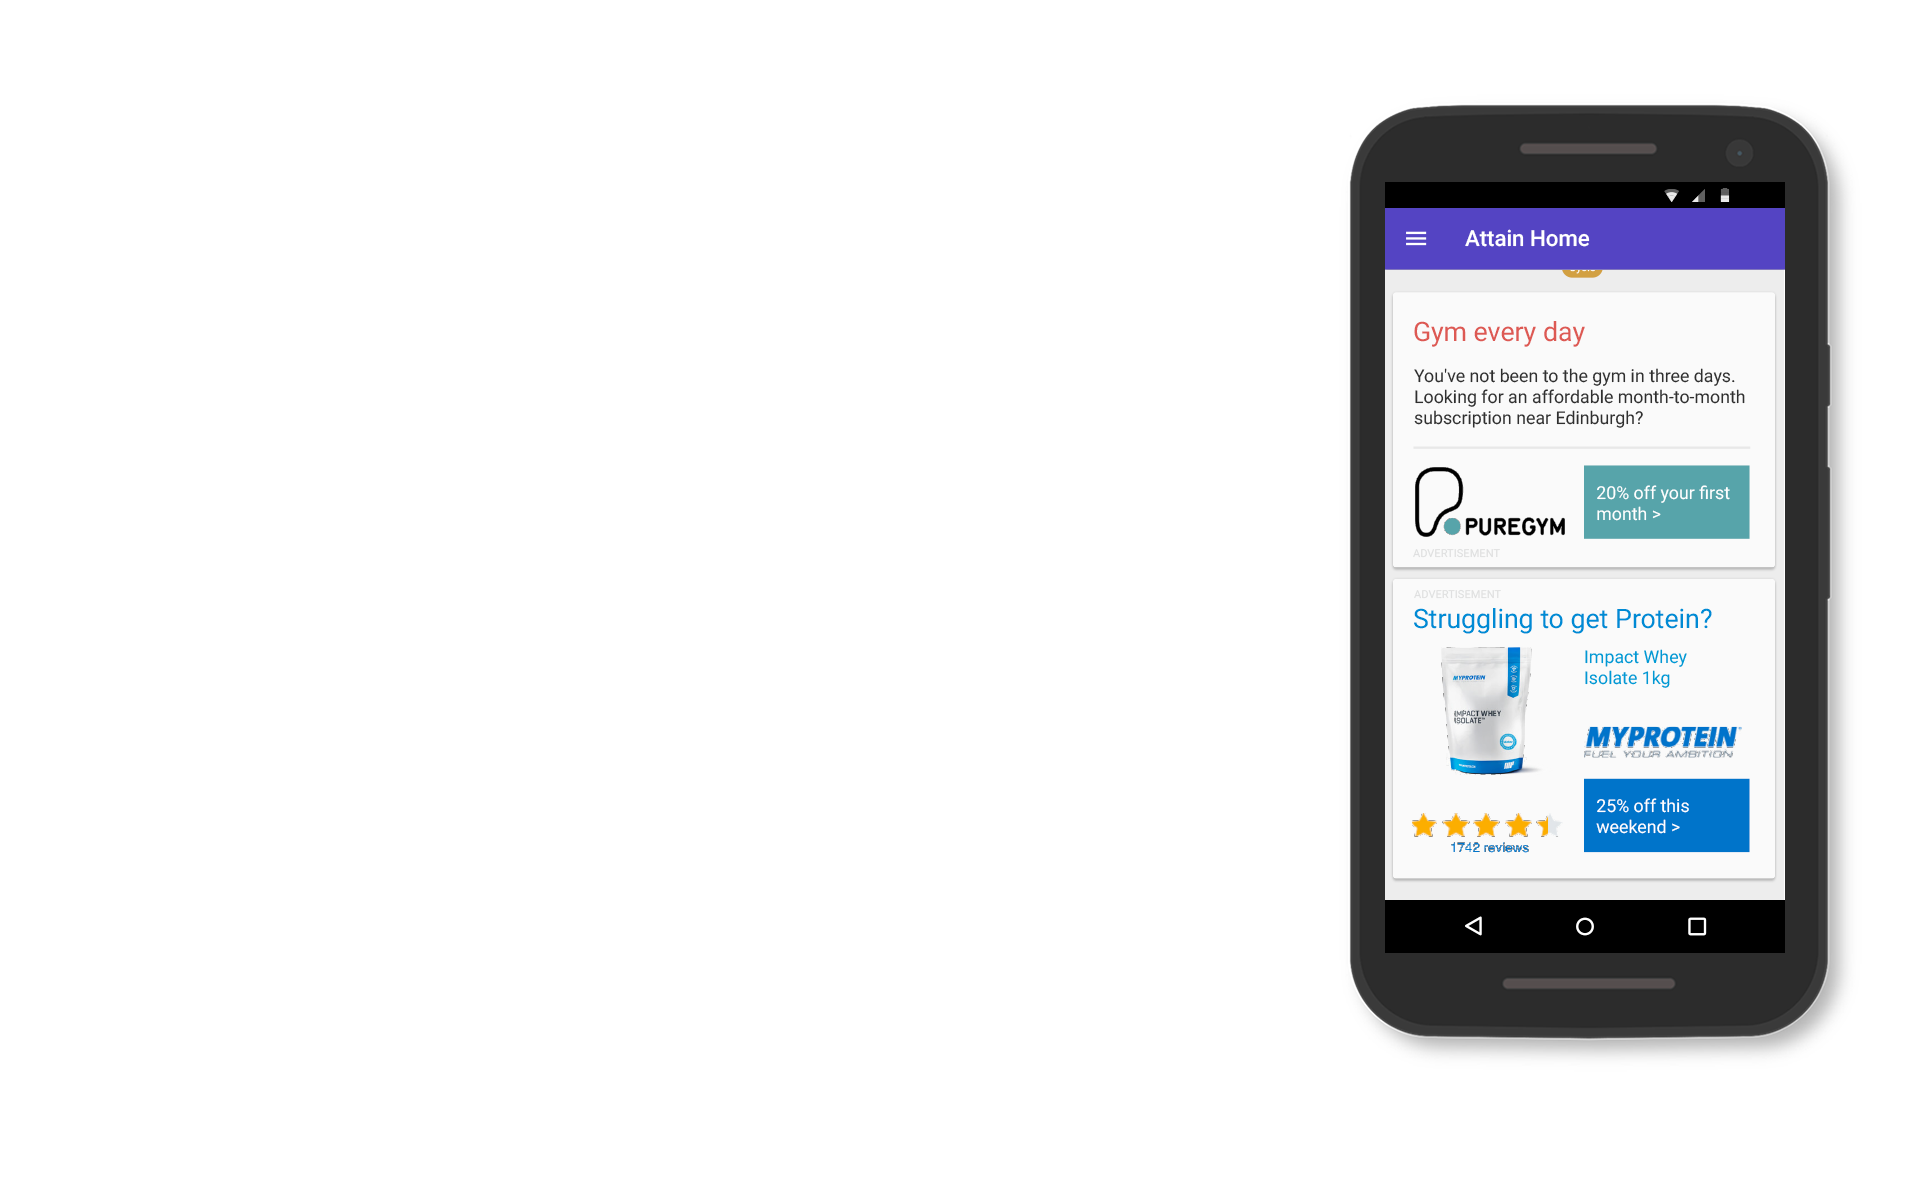 Attain Home
Gym every day
You've not been to the gym in three days.
Looking for an affordable month-to-month
subscription near Edinburgh?
PUREGYM
20% off your first
month >
ADVERTISEMENT
ADVERTISEMENT
Struggling to get Protein?
MYPROTEIN
IMPACT WHEY
ISOLATE™
Impact Whey
Isolate 1kg
MYPROTEIN
FUEL YOUR AMBITION
25% off this
weekend >
1742 reviews